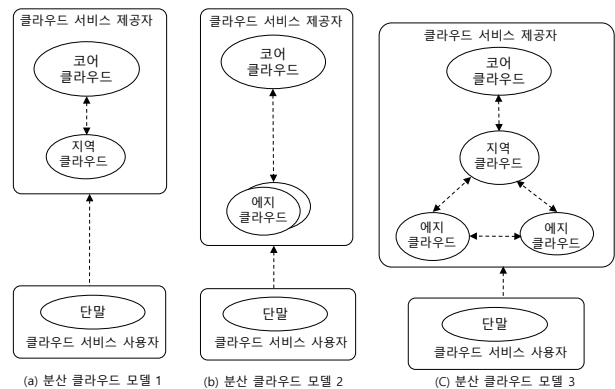 클라우드 서비스 제공자
코어
클라우드
지역
클라우드
단말
클라우드 서비스 사용자
(a) 분산 클라우드 모델 1
클라우드 서비스 제공자
코어
클라우드
에지
클라우드
단말
클라우드 서비스 사용자
(b) 분산 클라우드 모델 2
클라우드 서비스 제공자
코어
클라우드
지역
클라우드
에지
클라우드
에지
클라우드
단말
클라우드 서비스 사용자
(C) 분산 클라우드 모델 3